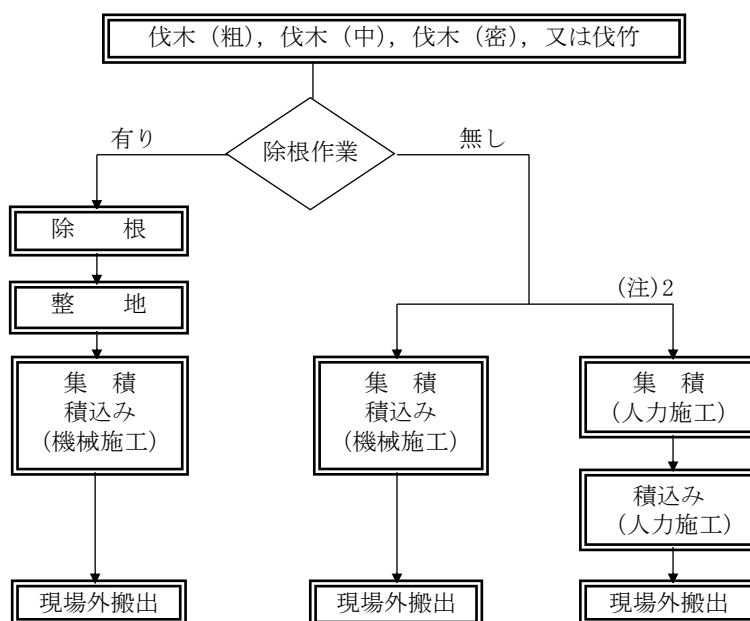 伐木（粗），伐木（中），伐木（密），又は伐竹
除根作業
有り
無し
除　　根
整　　地
集　積
積込み
（機械施工）
現場外搬出
集　積
積込み
（機械施工）
現場外搬出
(注)2
集　積
（人力施工）
積込み
（人力施工）
現場外搬出